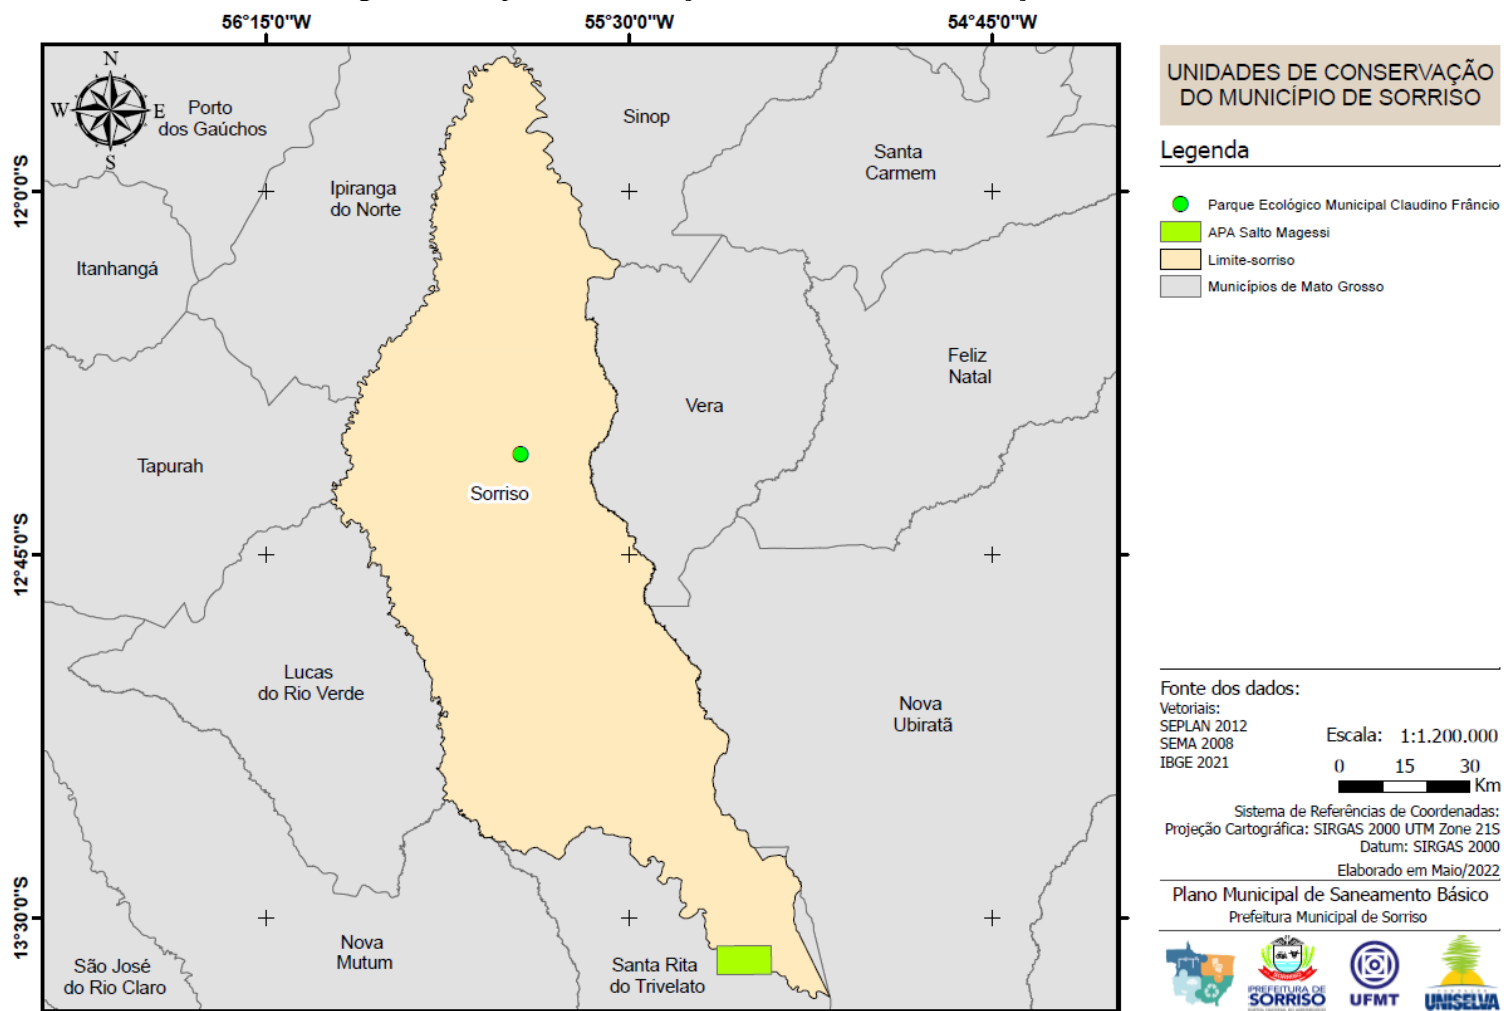 56°15'0"W
55°30'0"W
54°45'0"W
12°0'0"S
12°45'0"S
13°30'0"S
N
W
E
S
Porto
dos Gaúchos
Sinop
Santa
Carmem
Ipiranga
do Norte
Itanhangá
Feliz
Natal
Vera
Tapurah
Sorriso
Lucas
do Rio Verde
Nova
Ubiratã
Nova
Mutum
Santa Rita
do Trivelato
São José
do Rio Claro
UNIDADES DE CONSERVAÇÃO
DO MUNICÍPIO DE SORRISO
Legenda
Parque Ecológico Municipal Claudino Frâncio
APA Salto Magessi
Limite-sorriso
Municípios de Mato Grosso
Fonte dos dados:
Vetoriais:
SEPLAN 2012
SEMA 2008
IBGE 2021
Escala: 1:1.200.000
0 15 30
Km
Sistema de Referências de Coordenadas:
Projeção Cartográfica: SIRGAS 2000 UTM Zone 21S
Datum: SIRGAS 2000
Elaborado em Maio/2022
Plano Municipal de Saneamento Básico
Prefeitura Municipal de Sorriso
PREFEITURA DE
SORRISO
UFMT
UNISELVA